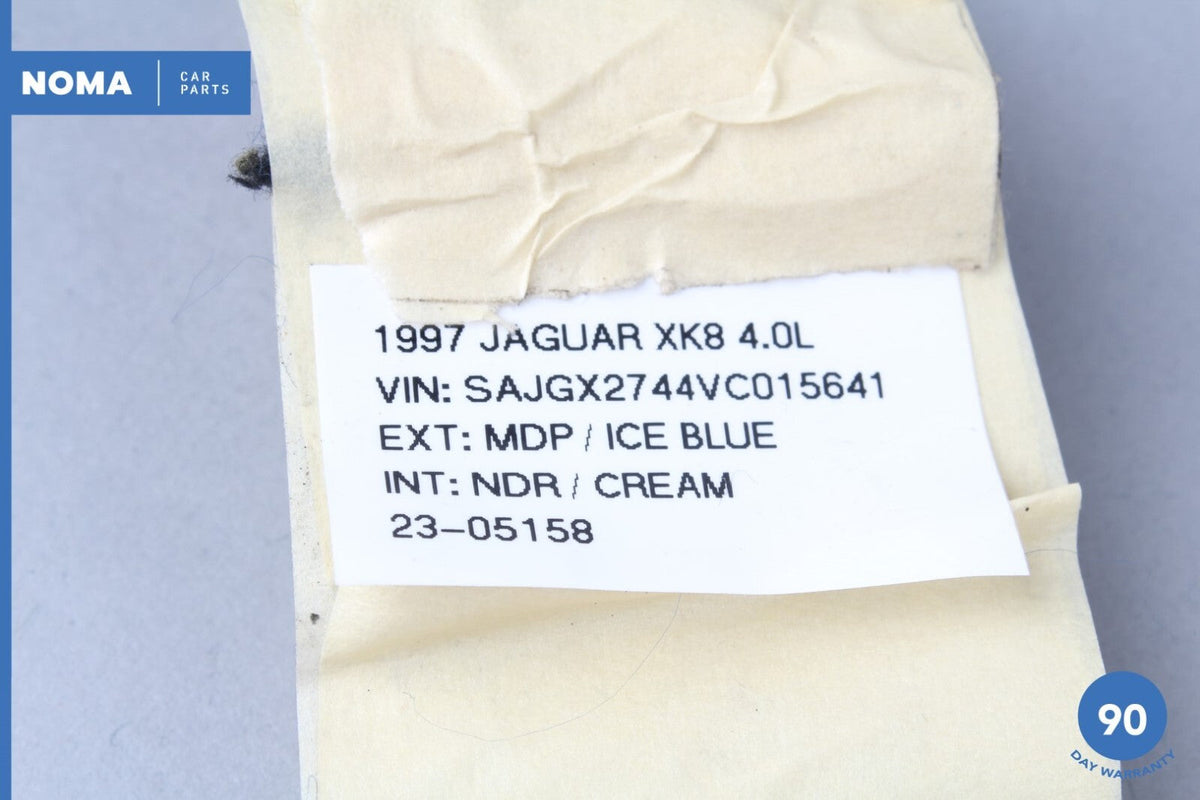 NOMA
CAR
PARTS
1997 JAGUAR XK8 4.0L
VIN: SAJGX2744VC015641
EXT: MDP / ICE BLUE
INT: NDR / CREAM
23-05158
90
DAY WARRANTY